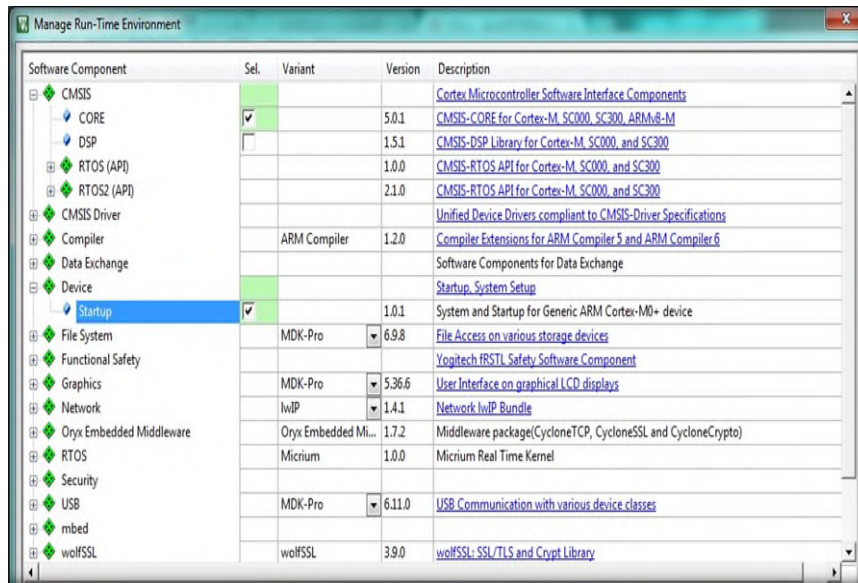 Manage Run-Time Environment
Software Component Sel. Variant Version Description
CMSIS Cortex Microcontroller Software Interface Components
CORE 5.0.1 CMSIS-CORE for Cortex-M, SC000, SC300, ARMv8-M
DSP 1.5.1 CMSIS-DSP Library for Cortex-M, SC000, and SC300
RTOS (API) 1.0.0 CMSIS-RTOS API for Cortex-M, SC000, and SC300
RTOS2 (API) 2.1.0 CMSIS-RTOS API for Cortex-M, SC000, and SC300
CMSIS Driver Unified Device Drivers compliant to CMSIS-Driver Specifications
Compiler ARM Compiler 1.2.0 Compiler Extensions for ARM Compiler 5 and ARM Compiler 6
Data Exchange Software Components for Data Exchange
Device Startup, System Setup
Startup 1.0.1 System and Startup for Generic ARM Cortex-M0+ device
File System MDK-Pro 6.9.8 File Access on various storage devices
Functional Safety Yogitech fRSTL Safety Software Component
Graphics MDK-Pro 5.36.6 User Interface on graphical LCD displays
Network lwIP 1.4.1 Network lwIP Bundle
Oryx Embedded Middleware Oryx Embedded Mi... 1.7.2 Middleware package(CycloneTCP, CycloneSSL and CycloneCrypto)
RTOS Micrium 1.0.0 Micrium Real Time Kernel
Security
USB MDK-Pro 6.11.0 USB Communication with various device classes
mbed
wolfSSL wolfSSL 3.9.0 wolfSSL: SSL/TLS and Crypt Library